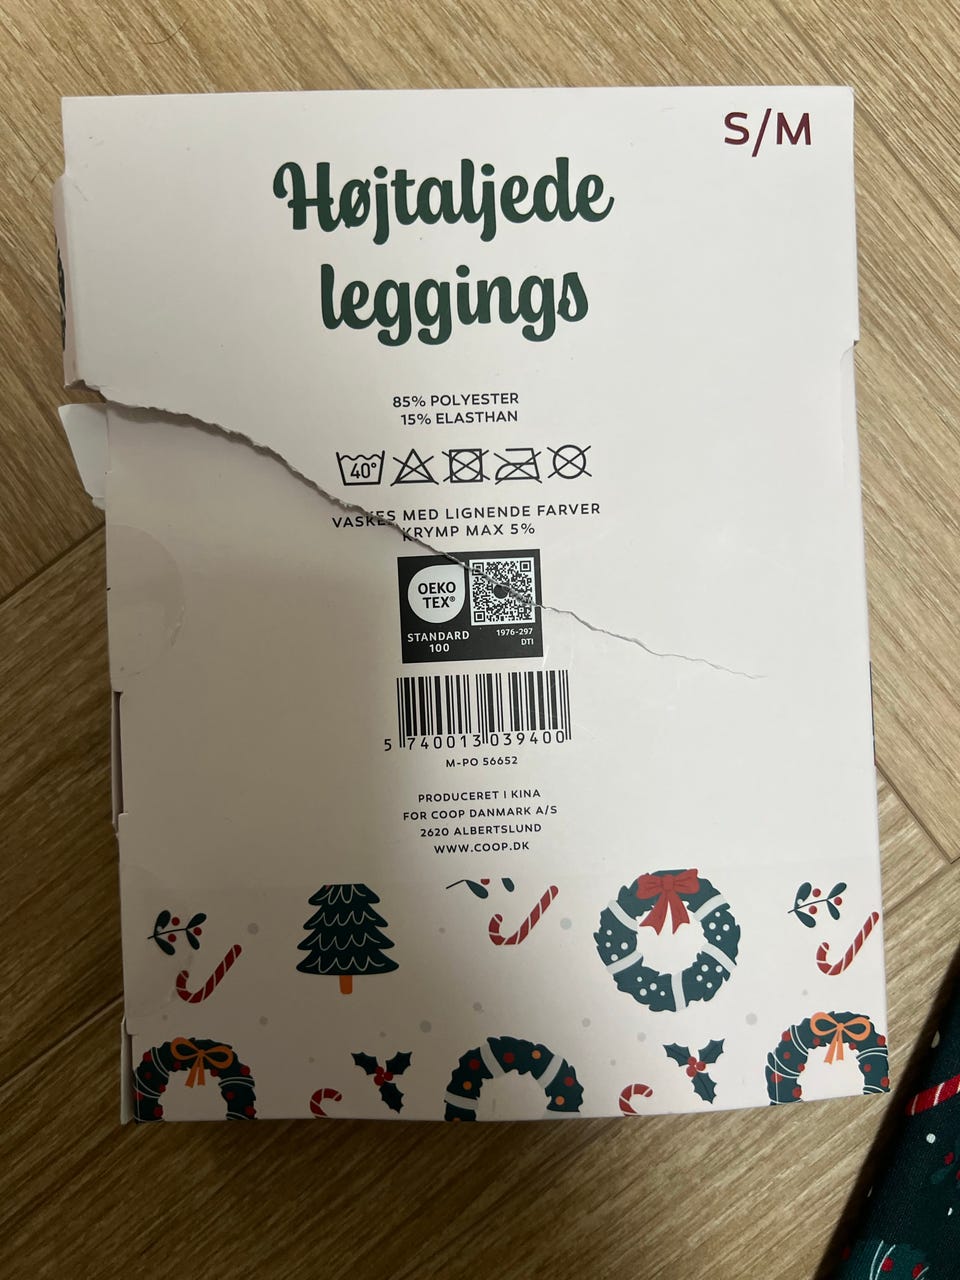 S/M
Højtaljede
leggings
85% POLYESTER
15% ELASTHAN
40°
VASKES MED LIGNENDE FARVER
KRYMP MAX 5%
OEKO
TEX®
STANDARD
100
1976-297
DTI
5 740013 039400
M-PO 56652
PRODUCERET I KINA
FOR COOP DANMARK A/S
2620 ALBERTSLUND
WWW.COOP.DK